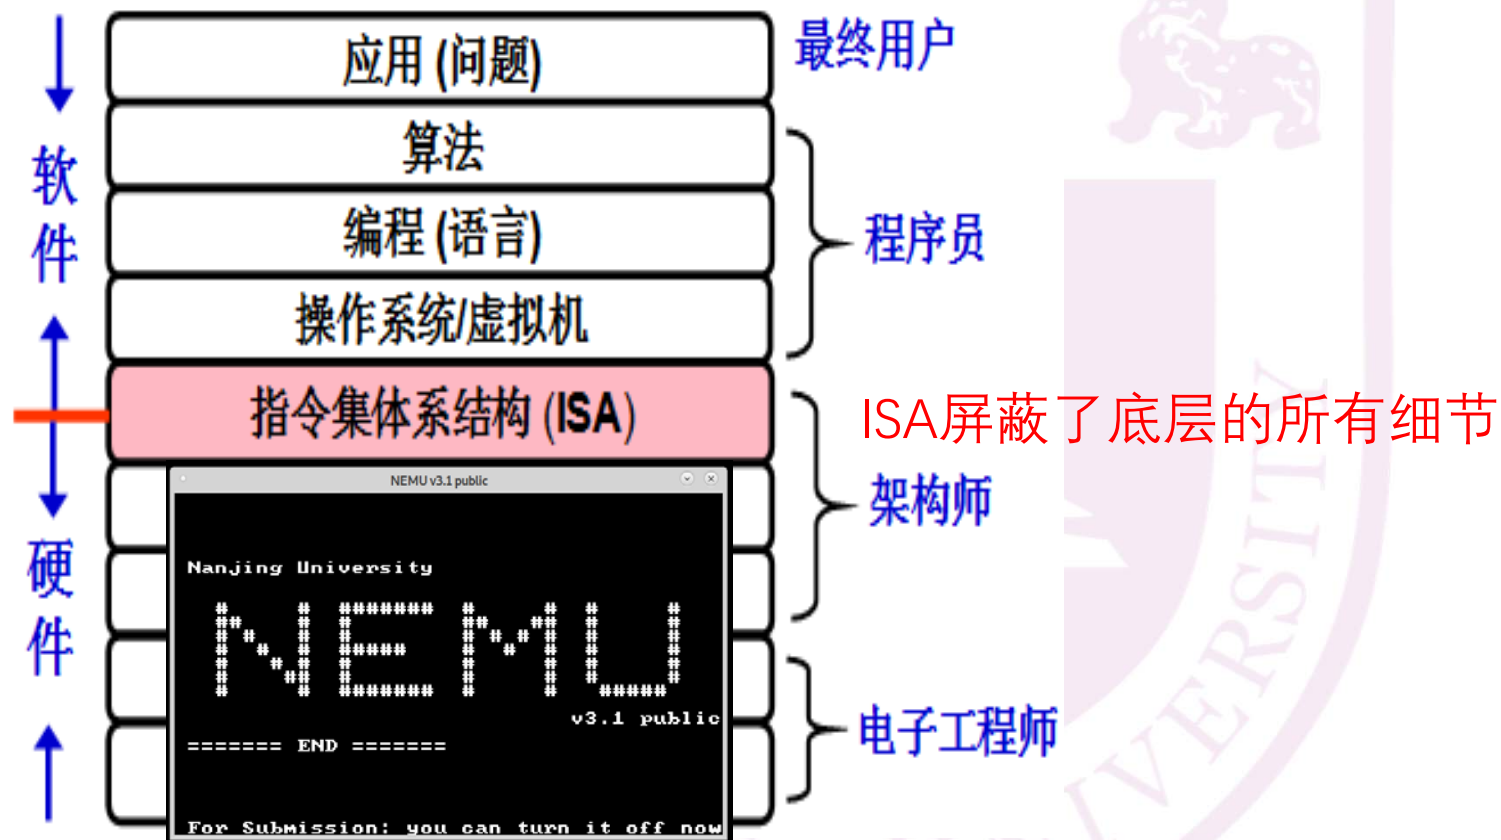 应用 (问题)
最终用户
算法
编程 (语言)
程序员
操作系统/虚拟机
软件
指令集体系结构 (ISA)
ISA屏蔽了底层的所有细节
架构师
硬件
NEMU v3.1 public
Nanjing University
NEMU
v3.1 public
======= END =======
For Submission: you can turn it off now
电子工程师
VERSITY